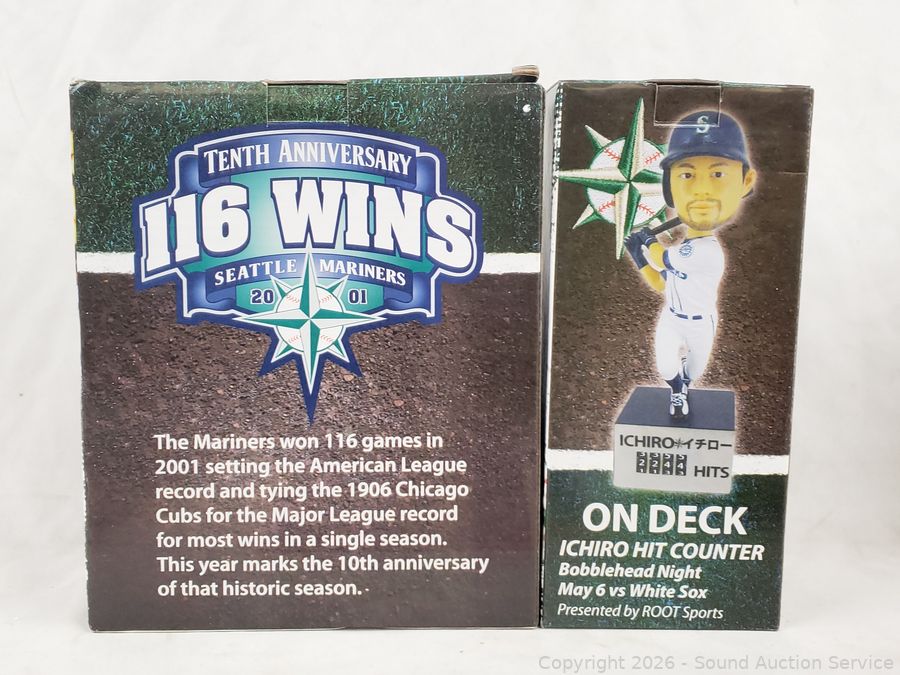 TENTH ANNIVERSARY
116 WINS
SEATTLE MARINERS
20 01
The Mariners won 116 games in
2001 setting the American League
record and tying the 1906 Chicago
Cubs for the Major League record
for most wins in a single season.
This year marks the 10th anniversary
of that historic season.
S
ICHIRO*イチロー
2244 HITS
ON DECK
ICHIRO HIT COUNTER
Bobblehead Night
May 6 vs White Sox
Presented by ROOT Sports
Copyright 2026 - Sound Auction Service